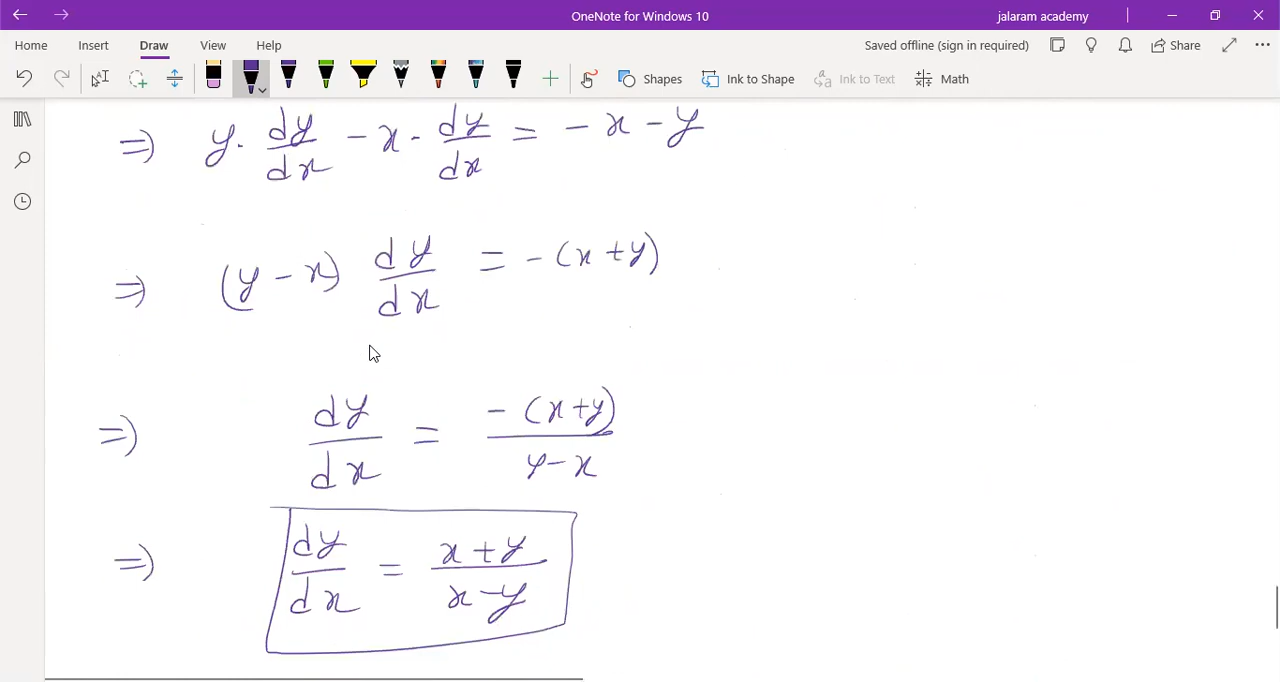 OneNote for Windows 10
jalaram academy
Home Insert Draw View Help
Saved offline (sign in required)
Share
Shapes
Ink to Shape
Ink to Text
Math
⇒ y · dy/dx − x · dy/dx = − x − y
⇒ (y − x) dy/dx = − (x + y)
⇒ dy/dx = − (x+y)/y−x
⇒ dy/dx = x + y/x − y